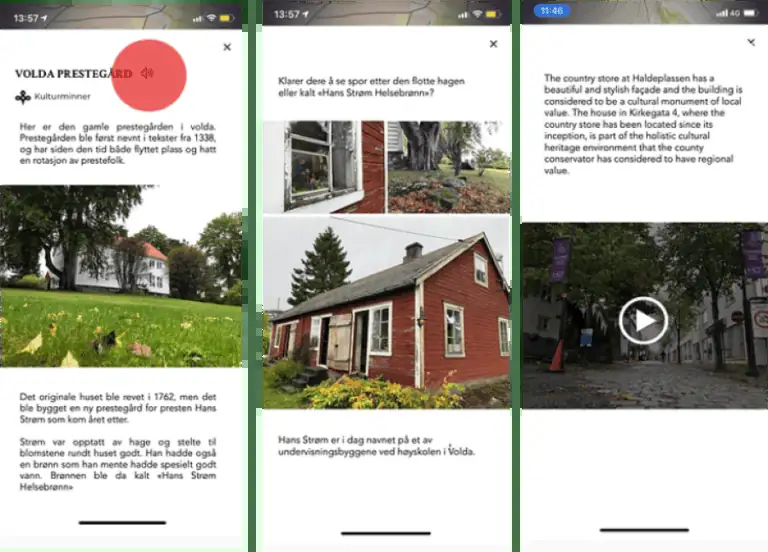 13:57
VOLDA PRESTEGÅRD
Kulturminner
Her er den gamle prestegården i volda.
Prestegården ble først nevnt i tekster fra 1338,
og har siden den tid både flyttet plass og hatt
en rotasjon av prestefolk.
Det originale huset ble revet i 1762, men det
ble bygget en ny prestegård for presten Hans
Strøm som kom året etter.
Strøm var opptatt av hage og stelte til
blomstene rundt huset godt. Han hadde også
en brønn som han mente hadde spesielt godt
vann. Brønnen ble da kalt «Hans Strøm
Helsebrønn»
13:57
Klarer dere å se spor etter den flotte hagen
eller kalt «Hans Strøm Helsebrønn»?
Hans Strøm er i dag navnet på et av
undervisningsbyggene ved høyskolen i Volda.
11:46
4G
The country store at Haldeplassen has a
beautiful and stylish façade and the building is
considered to be a cultural monument of local
value. The house in Kirkegata 4, where the
country store has been located since its
inception, is part of the holistic cultural
heritage environment that the county
conservator has considered to have regional
value.